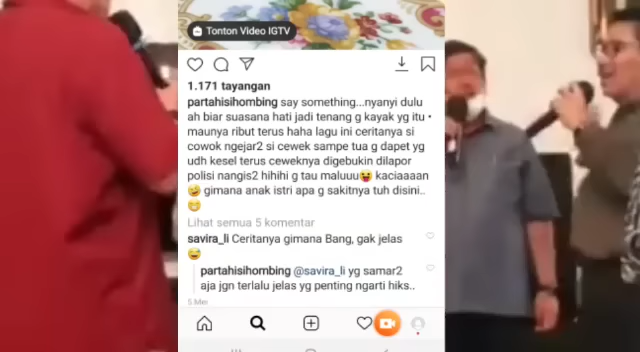 Tonton Video IGTV
1.171 tayangan
partahisihombing say something...nyanyi dulu
ah biar suasana hati jadi tenang g kayak yg itu •
maunya ribut terus haha lagu ini ceritanya si
cowok ngejar2 si cewek sampe tua g dapet yg
udh kesel terus ceweknya digebukin dilapor
polisi nangis2 hihihi g tau maluuu😜 kaciaaaan
🤣 gimana anak istri apa g sakitnya tuh disini..
😁
Lihat semua 5 komentar
savira_li Ceritanya gimana Bang, gak jelas
😅
partahisihombing @savira_li yg samar2
aja jgn terlalu jelas yg penting ngarti hiks..
5 Mei